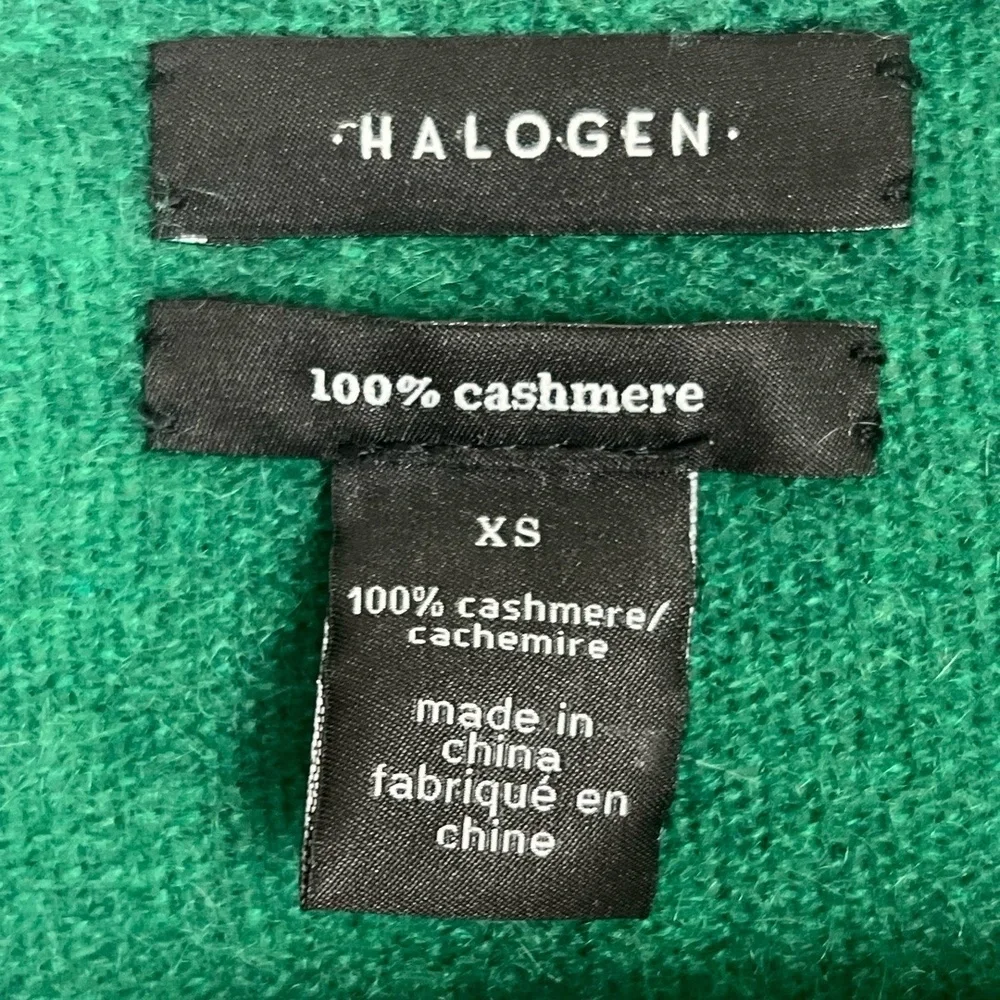 ·HALOGEN·
100% cashmere
XS
100% cashmere/
cachemire
made in
china
fabriqué en
chine